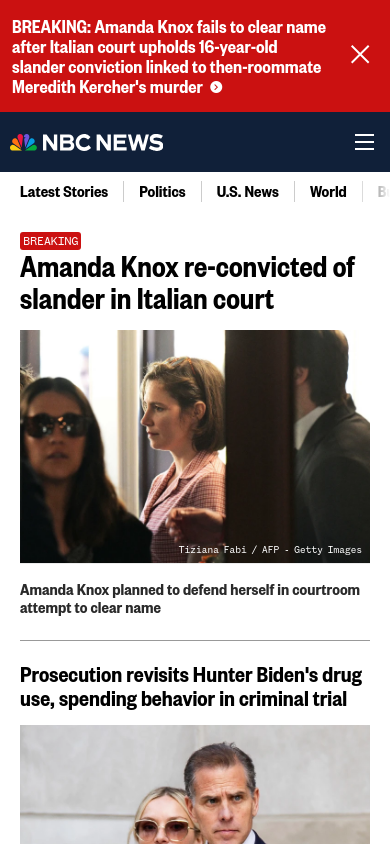 BREAKING: Amanda Knox fails to clear name
after Italian court upholds 16-year-old
slander conviction linked to then-roommate
Meredith Kercher's murder
NBC NEWS
Latest Stories
Politics
U.S. News
World
BREAKING
Amanda Knox re-convicted of
slander in Italian court
Tiziana Fabi / AFP - Getty Images
Amanda Knox planned to defend herself in courtroom
attempt to clear name
Prosecution revisits Hunter Biden's drug
use, spending behavior in criminal trial